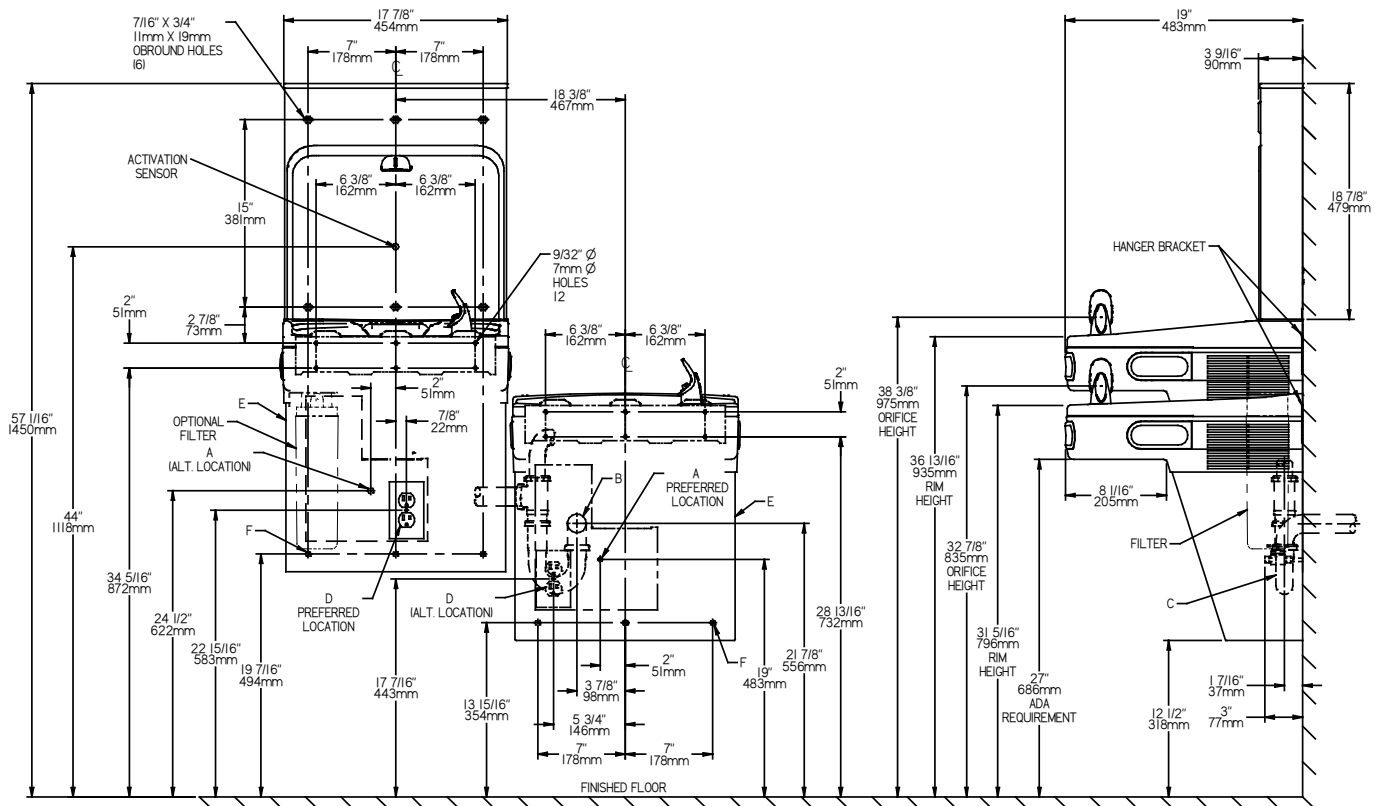 7/16" X 3/4"
11mm X 19mm
OBROUND HOLES
(6)
17 7/8"
454mm
7"
178mm
7"
178mm
℄
18 3/8"
467mm
ACTIVATION
SENSOR
6 3/8"
162mm
6 3/8"
162mm
15"
381mm
9/32" Ø
7mm Ø
HOLES
12
2"
51mm
2 7/8"
73mm
6 3/8"
162mm
6 3/8"
162mm
℄
2"
51mm
57 1/16"
1450mm
E
OPTIONAL
FILTER
A
(ALT. LOCATION)
2"
51mm
7/8"
22mm
B
A
PREFERRED
LOCATION
E
44"
1118mm
F
34 5/16"
872mm
D
PREFERRED
LOCATION
D
(ALT. LOCATION)
28 13/16"
732mm
24 1/2"
622mm
22 15/16"
583mm
19 7/16"
494mm
17 7/16"
443mm
13 15/16"
354mm
2"
51mm
F
19"
483mm
21 7/8"
556mm
3 7/8"
98mm
5 3/4"
146mm
7"
178mm
7"
178mm
FINISHED FLOOR
19"
483mm
3 9/16"
90mm
18 7/8"
479mm
HANGER BRACKET
38 3/8"
975mm
ORIFICE
HEIGHT
36 13/16"
935mm
RIM
HEIGHT
8 1/16"
205mm
32 7/8"
835mm
ORIFICE
HEIGHT
FILTER
C
31 5/16"
796mm
RIM
HEIGHT
27"
686mm
ADA
REQUIREMENT
12 1/2"
318mm
1 7/16"
37mm
3"
77mm